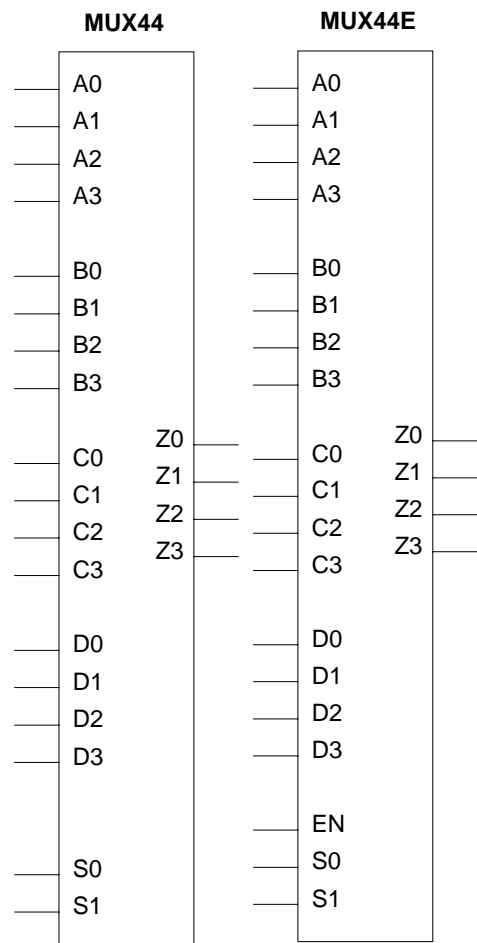 MUX44
A0
A1
A2
A3
B0
B1
B2
B3
C0
C1
C2
C3
D0
D1
D2
D3
S0
S1
Z0
Z1
Z2
Z3
MUX44E
A0
A1
A2
A3
B0
B1
B2
B3
C0
C1
C2
C3
D0
D1
D2
D3
EN
S0
S1
Z0
Z1
Z2
Z3